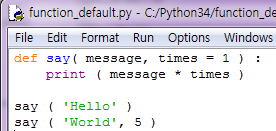 function_default.py - C:/Python34/function_de
File Edit Format Run Options Windows
def say( message, times = 1 ) :
    print ( message * times )
say ( 'Hello' )
say ( 'World', 5 )